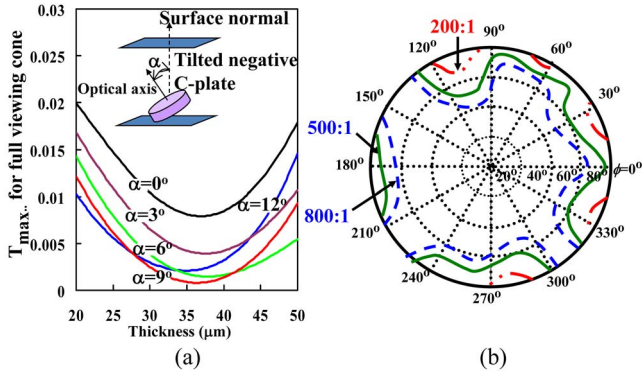 0.03
0.025
0.02
0.015
0.01
0.005
0
T_max.. for full viewing cone
20 25 30 35 40 45 50
Thickness (μm)
Surface normal
α
Tilted negative
C-plate
Optical axis
α=0°
α=3°
α=6°
α=9°
α=12°
(a)
200:1
500:1
800:1
90°
120°
60°
150°
30°
180°
20° 40° 60° 80° ϕ=0°
210°
330°
240°
300°
270°
(b)